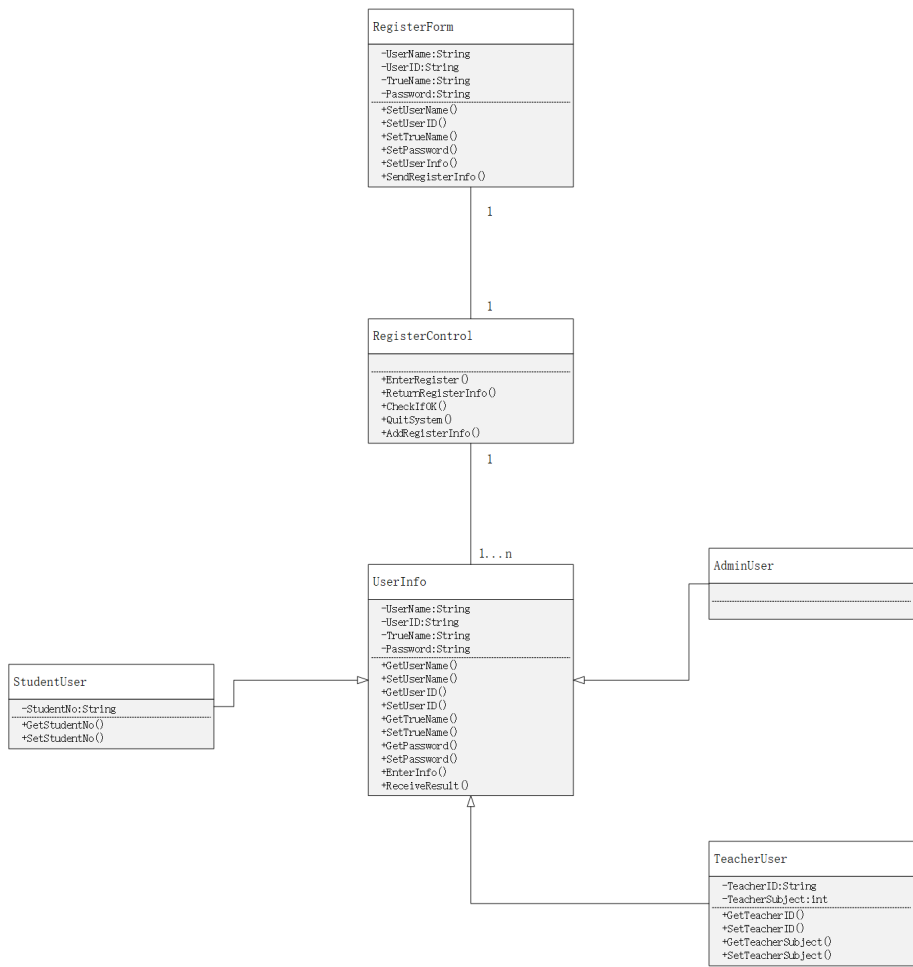 RegisterForm
-UserName:String
-UserID:String
-TrueName:String
-Password:String
+SetUserName()
+SetUserID()
+SetTrueName()
+SetPassword()
+SetUserInfo()
+SendRegisterInfo()
1
1
RegisterControl
+EnterRegister()
+ReturnRegisterInfo()
+CheckIfOK()
+QuitSystem()
+AddRegisterInfo()
1
1...n
UserInfo
-UserName:String
-UserID:String
-TrueName:String
-Password:String
+GetUserName()
+SetUserName()
+GetUserID()
+SetUserID()
+GetTrueName()
+SetTrueName()
+GetPassword()
+SetPassword()
+EnterInfo()
+ReceiveResult()
AdminUser
StudentUser
-StudentNo:String
+GetStudentNo()
+SetStudentNo()
TeacherUser
-TeacherID:String
-TeacherSubject:int
+GetTeacherID()
+SetTeacherID()
+GetTeacherSubject()
+SetTeacherSubject()